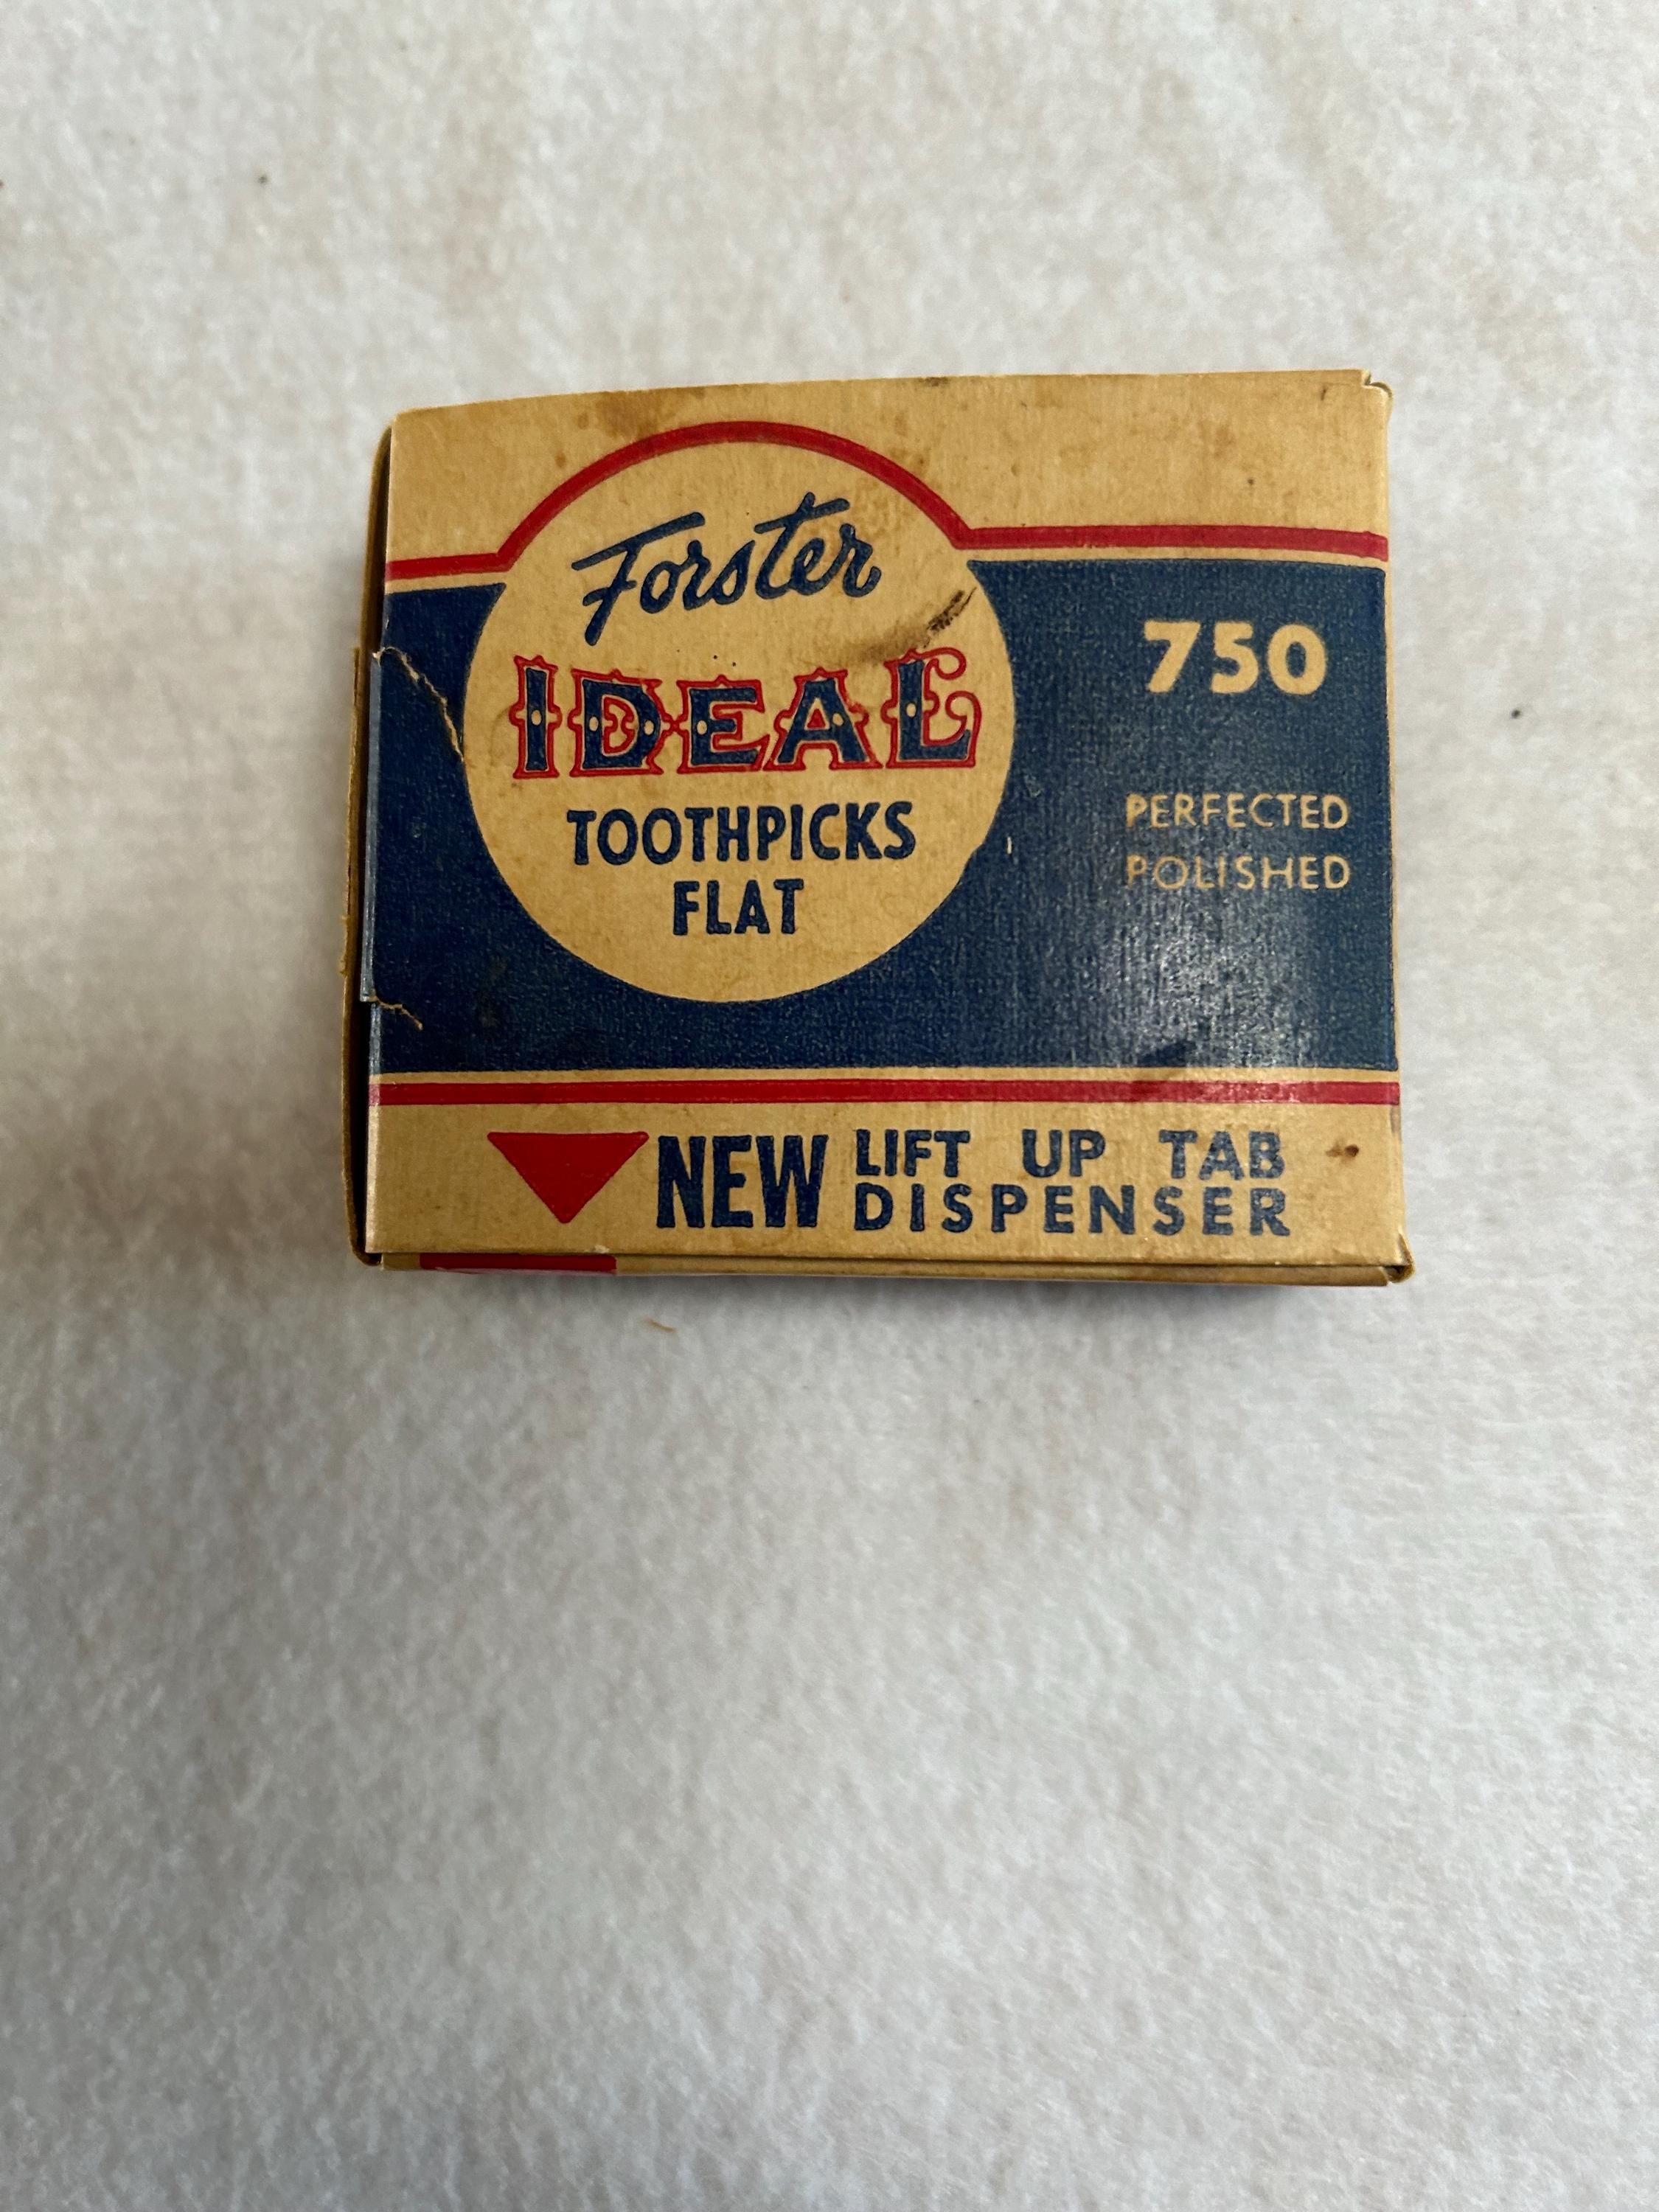 Forster
IDEAL
TOOTHPICKS
FLAT
750
PERFECTED
POLISHED
NEW LIFT UP TAB
DISPENSER